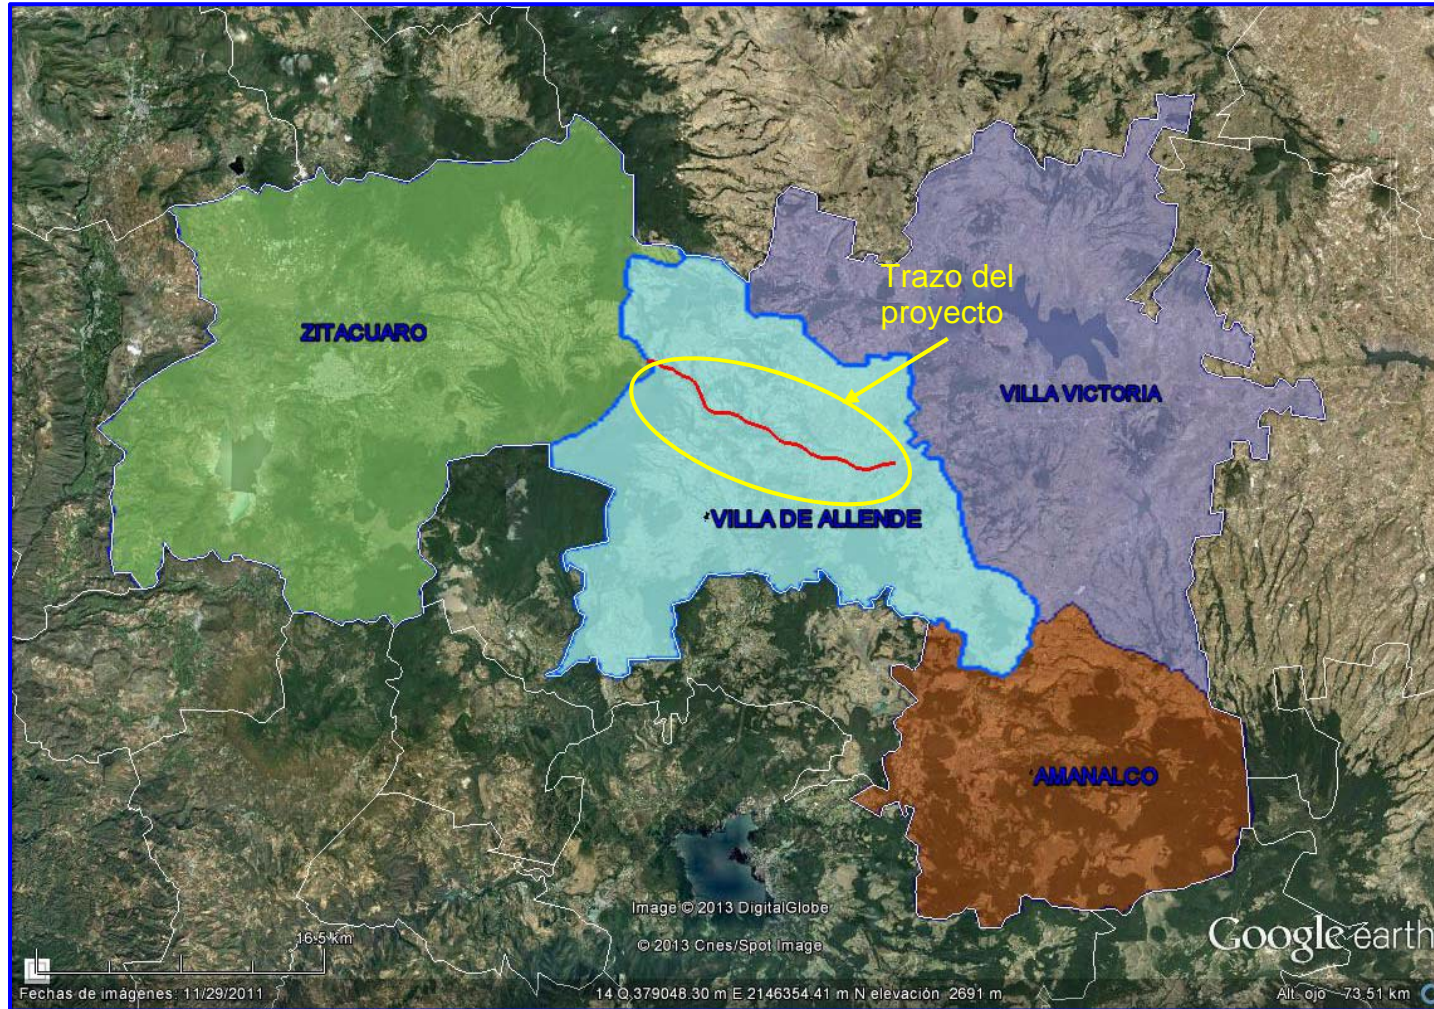 Trazo del
proyecto
ZITACUARO
VILLA VICTORIA
VILLA DE ALLENDE
AMANALCO
Image © 2013 DigitalGlobe
© 2013 Cnes/Spot Image
Google earth
16.5 km
Fechas de imágenes: 11/29/2011
14 Q 379048.30 m E 2146354.41 m N elevación 2691 m
Alt. ojo 73.51 km